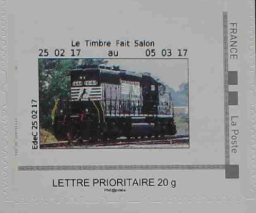 Le Timbre Fait Salon
25 02 17 au 05 03 17
EdeC 25 02 17
FRANCE
La Poste
LETTRE PRIORITAIRE 20 g